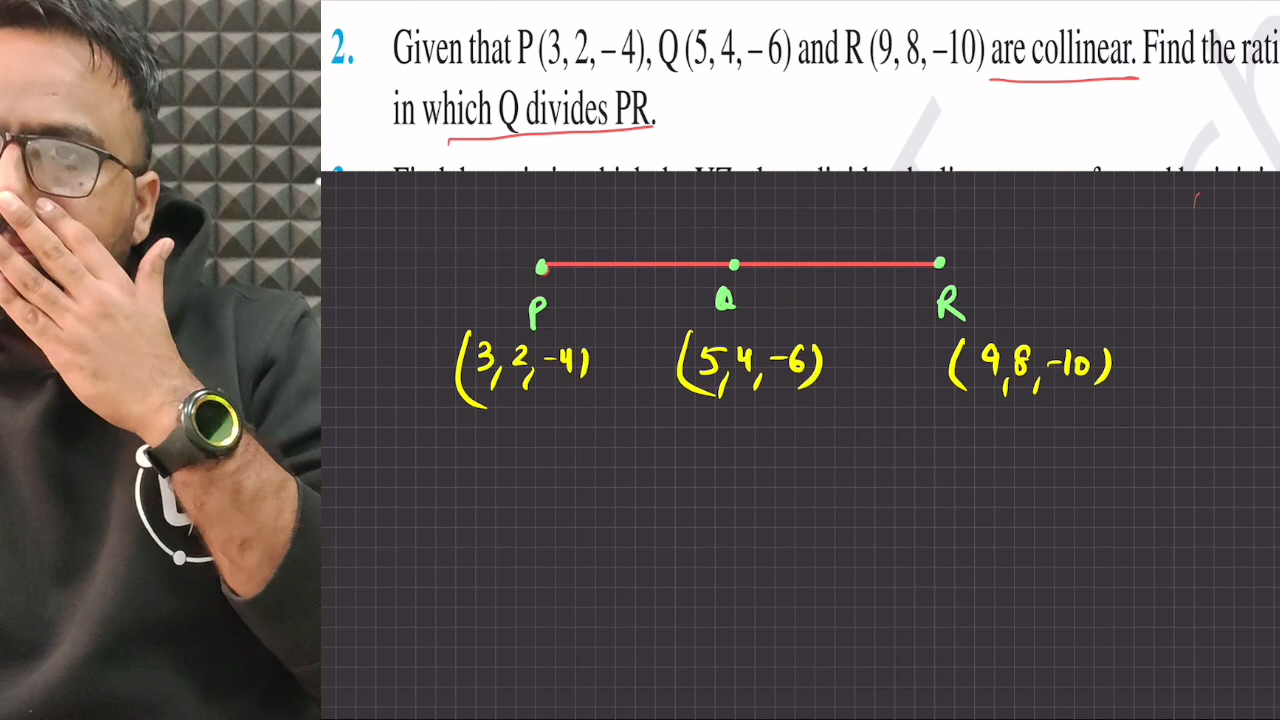 2. Given that P (3, 2, – 4), Q (5, 4, – 6) and R (9, 8, –10) are collinear. Find the rati
in which Q divides PR.
P Q R
(3, 2, -4) (5, 4, -6) (9, 8, -10)